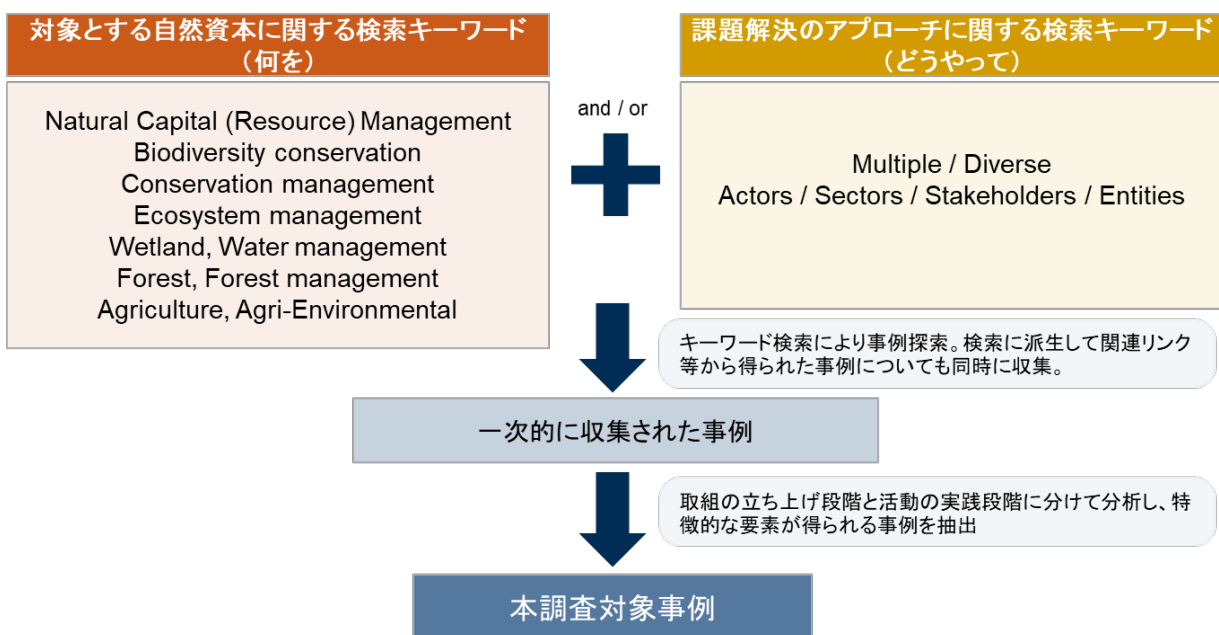 対象とする自然資本に関する検索キーワード
（何を）
Natural Capital (Resource) Management
Biodiversity conservation
Conservation management
Ecosystem management
Wetland, Water management
Forest, Forest management
Agriculture, Agri-Environmental
and / or
課題解決のアプローチに関する検索キーワード
（どうやって）
Multiple / Diverse
Actors / Sectors / Stakeholders / Entities
キーワード検索により事例探索。検索に派生して関連リンク
等から得られた事例についても同時に収集。
一次的に収集された事例
取組の立ち上げ段階と活動の実践段階に分けて分析し、特
徴的な要素が得られる事例を抽出
本調査対象事例